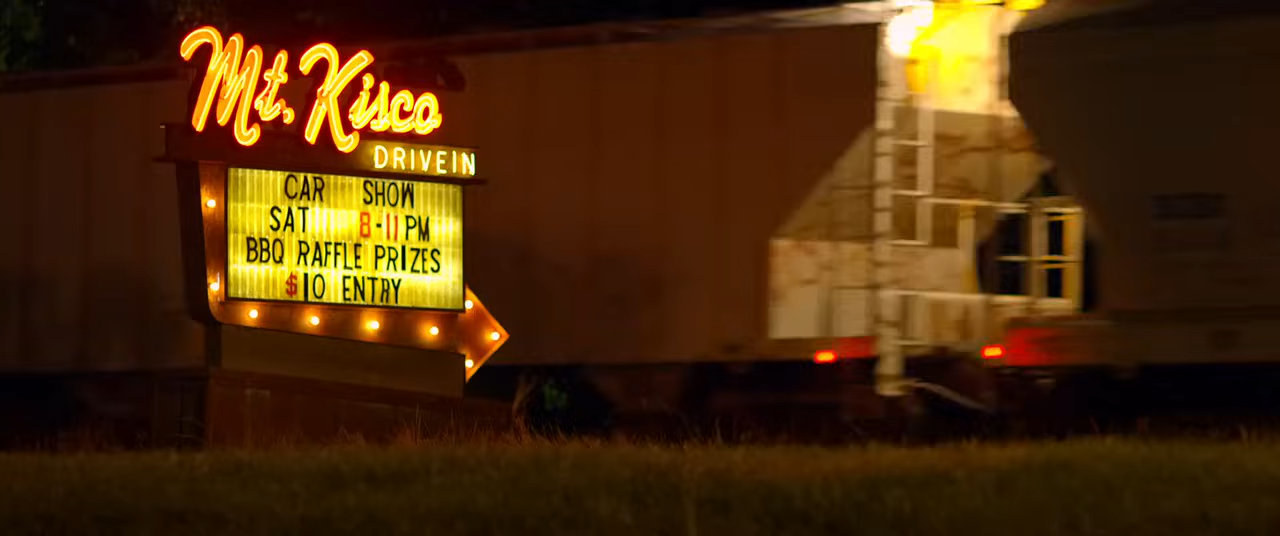 Mt. Kisco
DRIVEIN
CAR SHOW
SAT 8-11 PM
BBQ RAFFLE PRIZES
$10 ENTRY